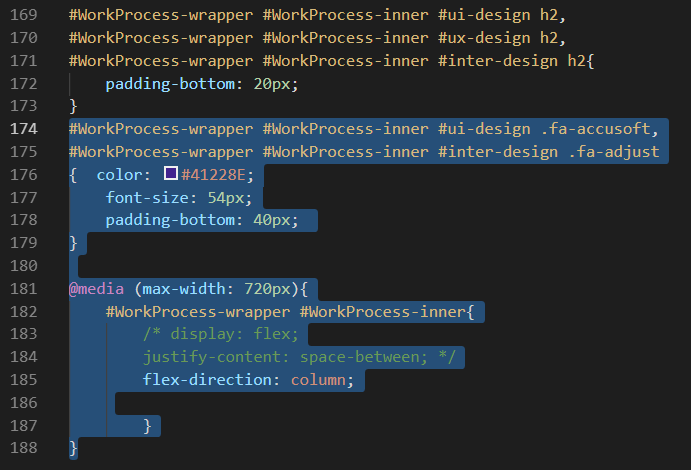 169 #WorkProcess-wrapper #WorkProcess-inner #ui-design h2,
170 #WorkProcess-wrapper #WorkProcess-inner #ux-design h2,
171 #WorkProcess-wrapper #WorkProcess-inner #inter-design h2{
172     padding-bottom: 20px;
173 }
174 #WorkProcess-wrapper #WorkProcess-inner #ui-design .fa-accusoft,
175 #WorkProcess-wrapper #WorkProcess-inner #inter-design .fa-adjust
176 {  color: #41228E;
177     font-size: 54px;
178     padding-bottom: 40px;
179 }
180
181 @media (max-width: 720px){
182     #WorkProcess-wrapper #WorkProcess-inner{
183         /* display: flex;
184         justify-content: space-between; */
185         flex-direction: column;
186
187         }
188 }